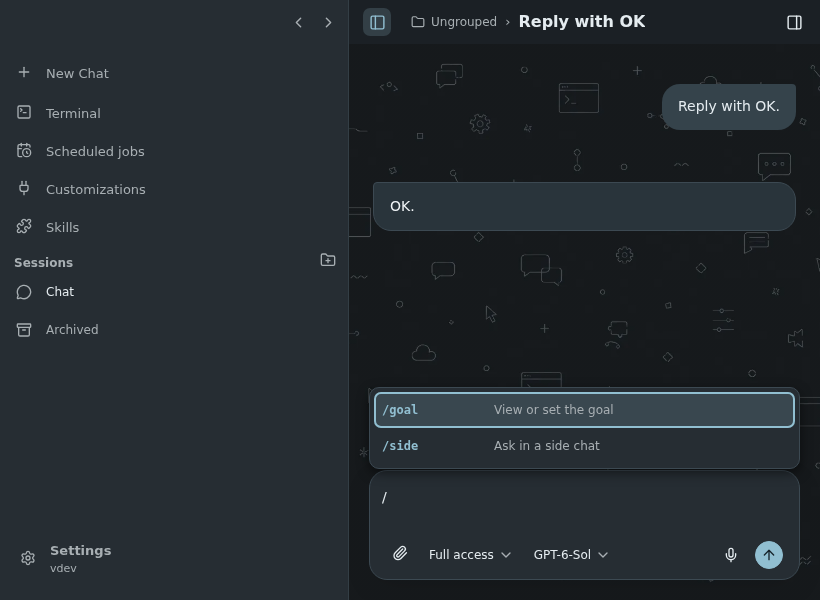 Ungrouped › Reply with OK
New Chat
Terminal
Scheduled jobs
Customizations
Skills
Sessions
Chat
Archived
Settings
vdev
Reply with OK.
OK.
/goal View or set the goal
/side Ask in a side chat
/
Full access GPT-6-Sol